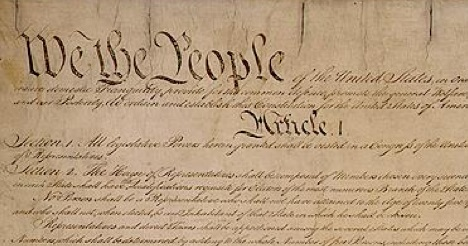 We the People of the United States, in Order
insure domestic Tranquility, provide for the common defence, promote the general Welfare,
and our Posterity, do ordain and establish this Constitution for the United States of America
Article. I.
Section. 1. All legislative Powers herein granted shall be vested in a Congress of the United
of Representatives.
Section. 2. The House of Representatives shall be composed of Members chosen every second
in each State shall have Qualifications requisite for Electors of the most numerous Branch of the State
No Person shall be a Representative who shall not have attained to the Age of twenty five
and who shall not, when elected, be an Inhabitant of that State in which he shall be chosen.
Representatives and direct Taxes shall be apportioned among the several States which may be
Numbers, which shall be determined by adding to the whole Number of free Persons, including those